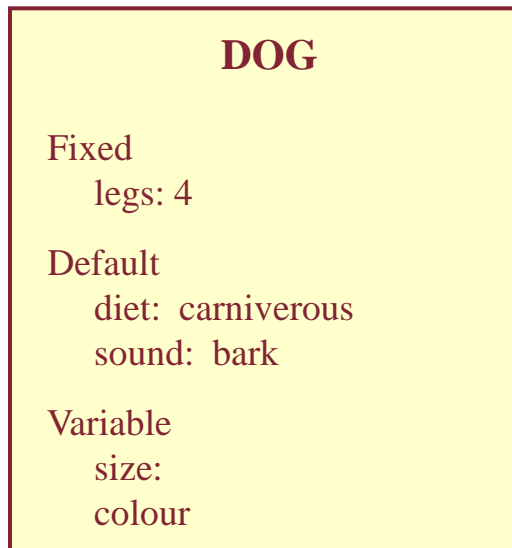 DOG
Fixed
legs: 4
Default
diet: carniverous
sound: bark
Variable
size:
colour